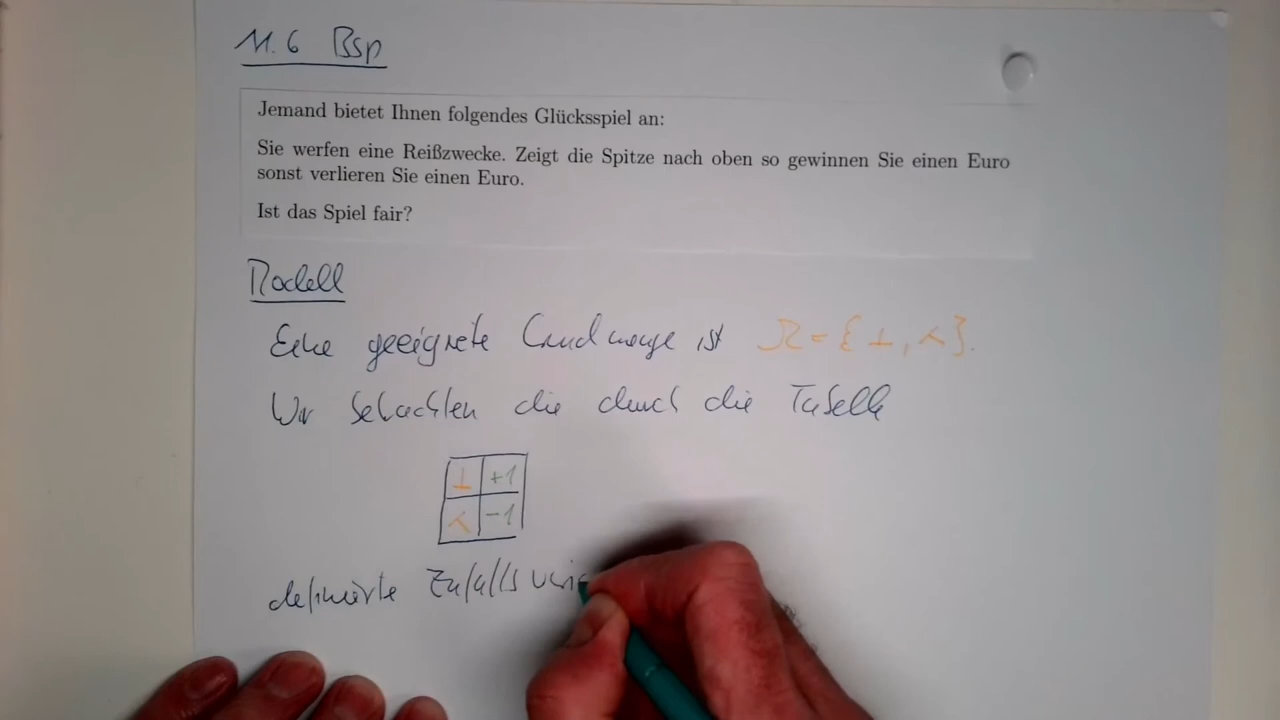 11.6 Bsp
Jemand bietet Ihnen folgendes Glücksspiel an:
Sie werfen eine Reißzwecke. Zeigt die Spitze nach oben so gewinnen Sie einen Euro
sonst verlieren Sie einen Euro.
Ist das Spiel fair?
Modell
Eine geeignete Grundmenge ist Ω = {⊥, ⋌}.
Wir betrachten die durch die Tabelle
⊥ +1
⋌ -1
definierte Zufallsvari